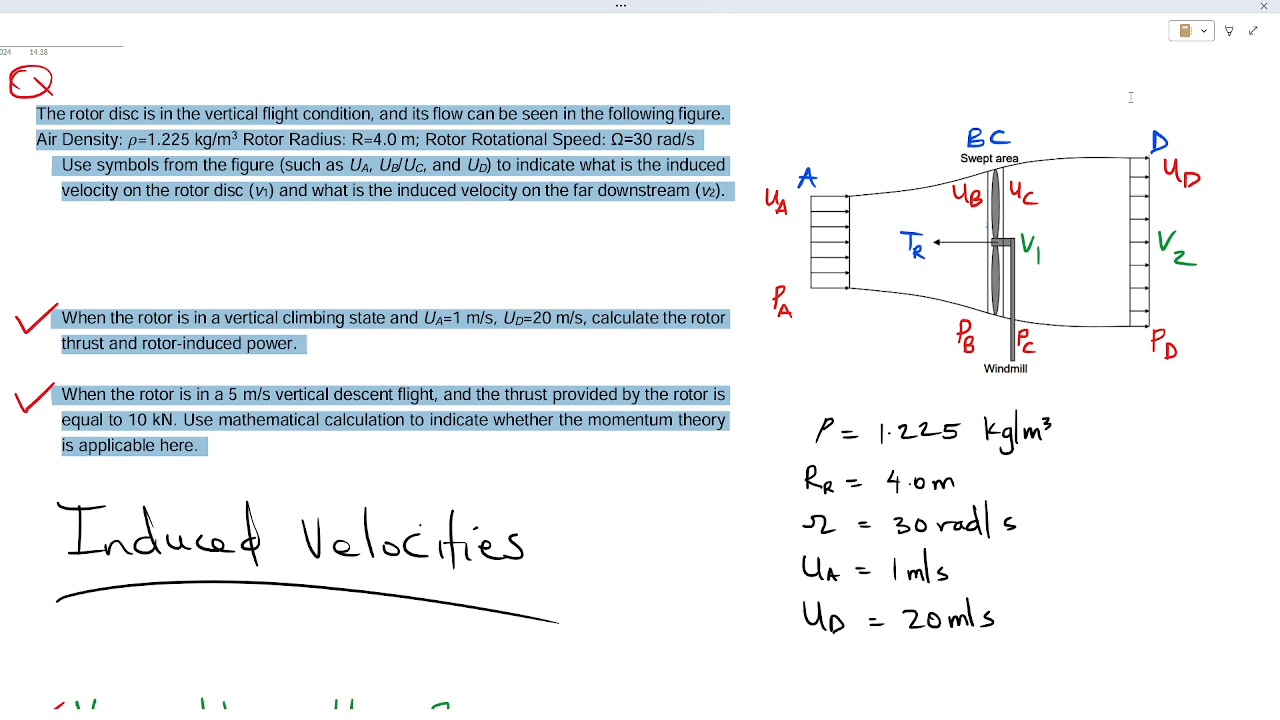 2024 14:38
Q
The rotor disc is in the vertical flight condition, and its flow can be seen in the following figure.
Air Density: ρ=1.225 kg/m³ Rotor Radius: R=4.0 m; Rotor Rotational Speed: Ω=30 rad/s
Use symbols from the figure (such as UA, UB/UC, and UD) to indicate what is the induced
velocity on the rotor disc (v1) and what is the induced velocity on the far downstream (v2).
When the rotor is in a vertical climbing state and UA=1 m/s, UD=20 m/s, calculate the rotor
thrust and rotor-induced power.
When the rotor is in a 5 m/s vertical descent flight, and the thrust provided by the rotor is
equal to 10 kN. Use mathematical calculation to indicate whether the momentum theory
is applicable here.
Induced Velocities
B C
D
Swept area
A
UD
UA
UB
UC
TR
V1
V2
PA
PB
PC
PD
Windmill
ρ = 1.225 kg/m³
RR = 4.0 m
Ω = 30 rad/s
UA = 1 m/s
UD = 20 m/s